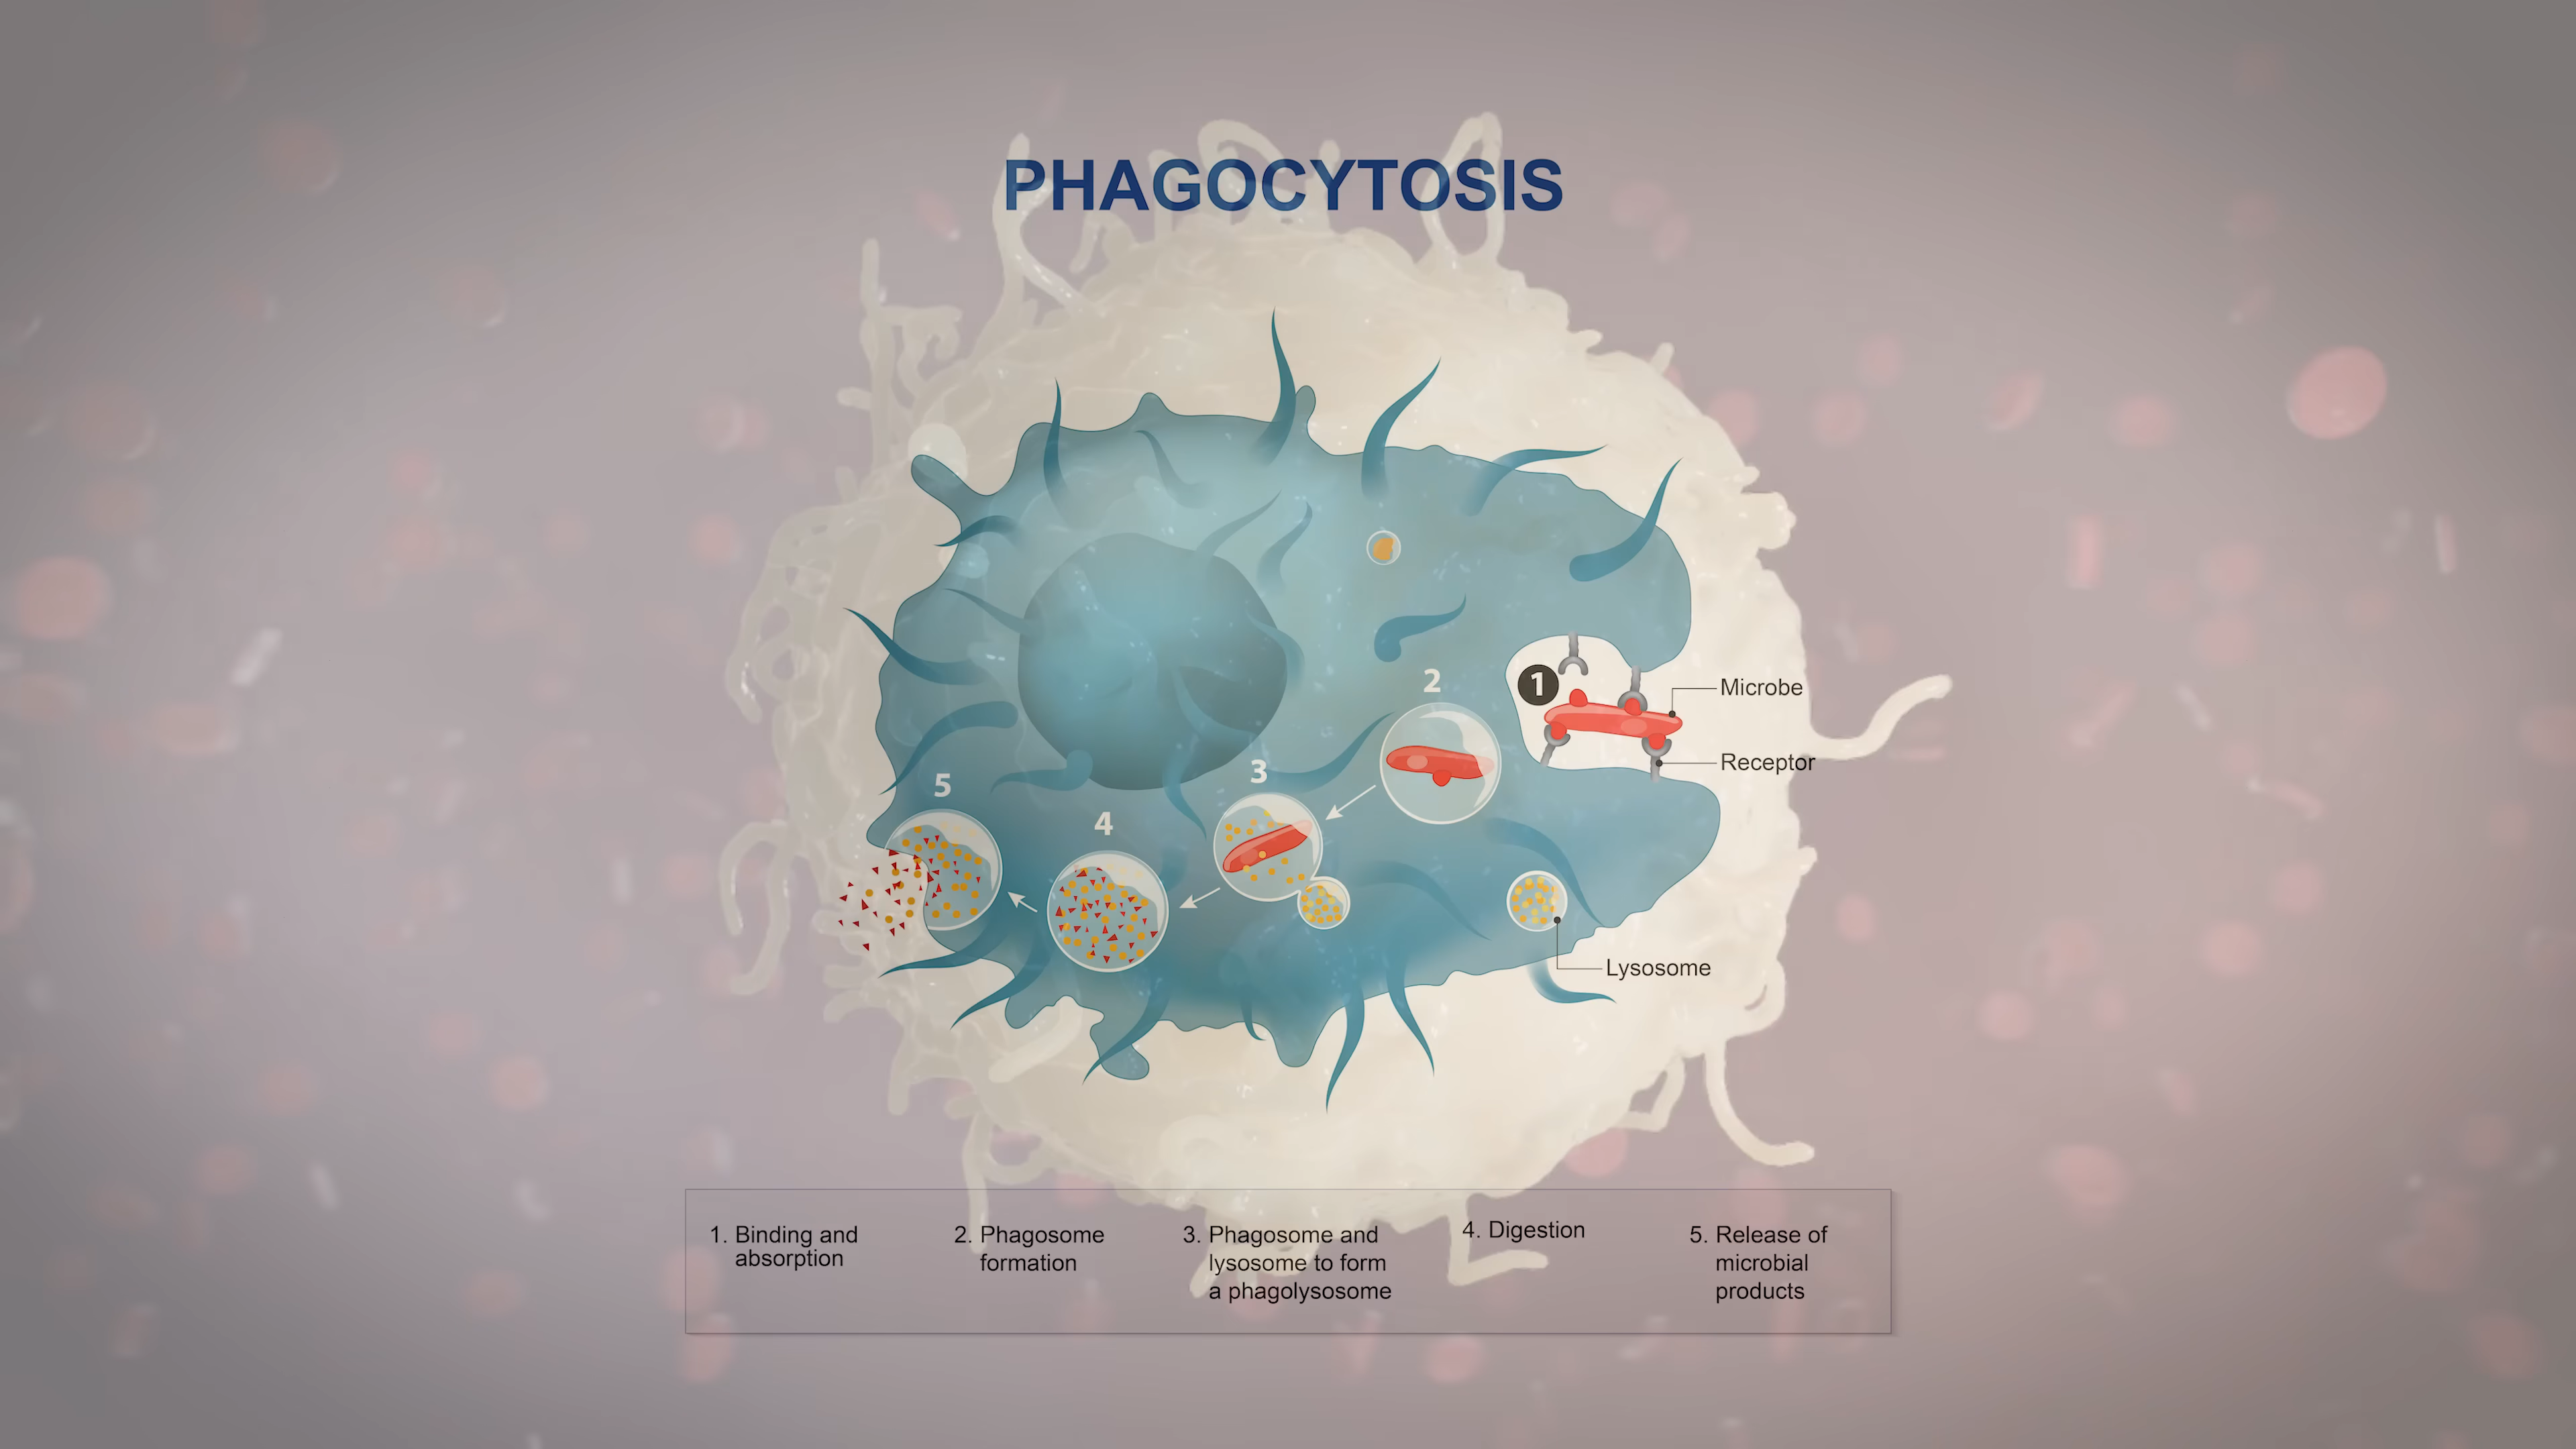 PHAGOCYTOSIS
1
Microbe
2
Receptor
3
5
4
Lysosome
1. Binding and
absorption
2. Phagosome
formation
3. Phagosome and
lysosome to form
a phagolysosome
4. Digestion
5. Release of
microbial
products